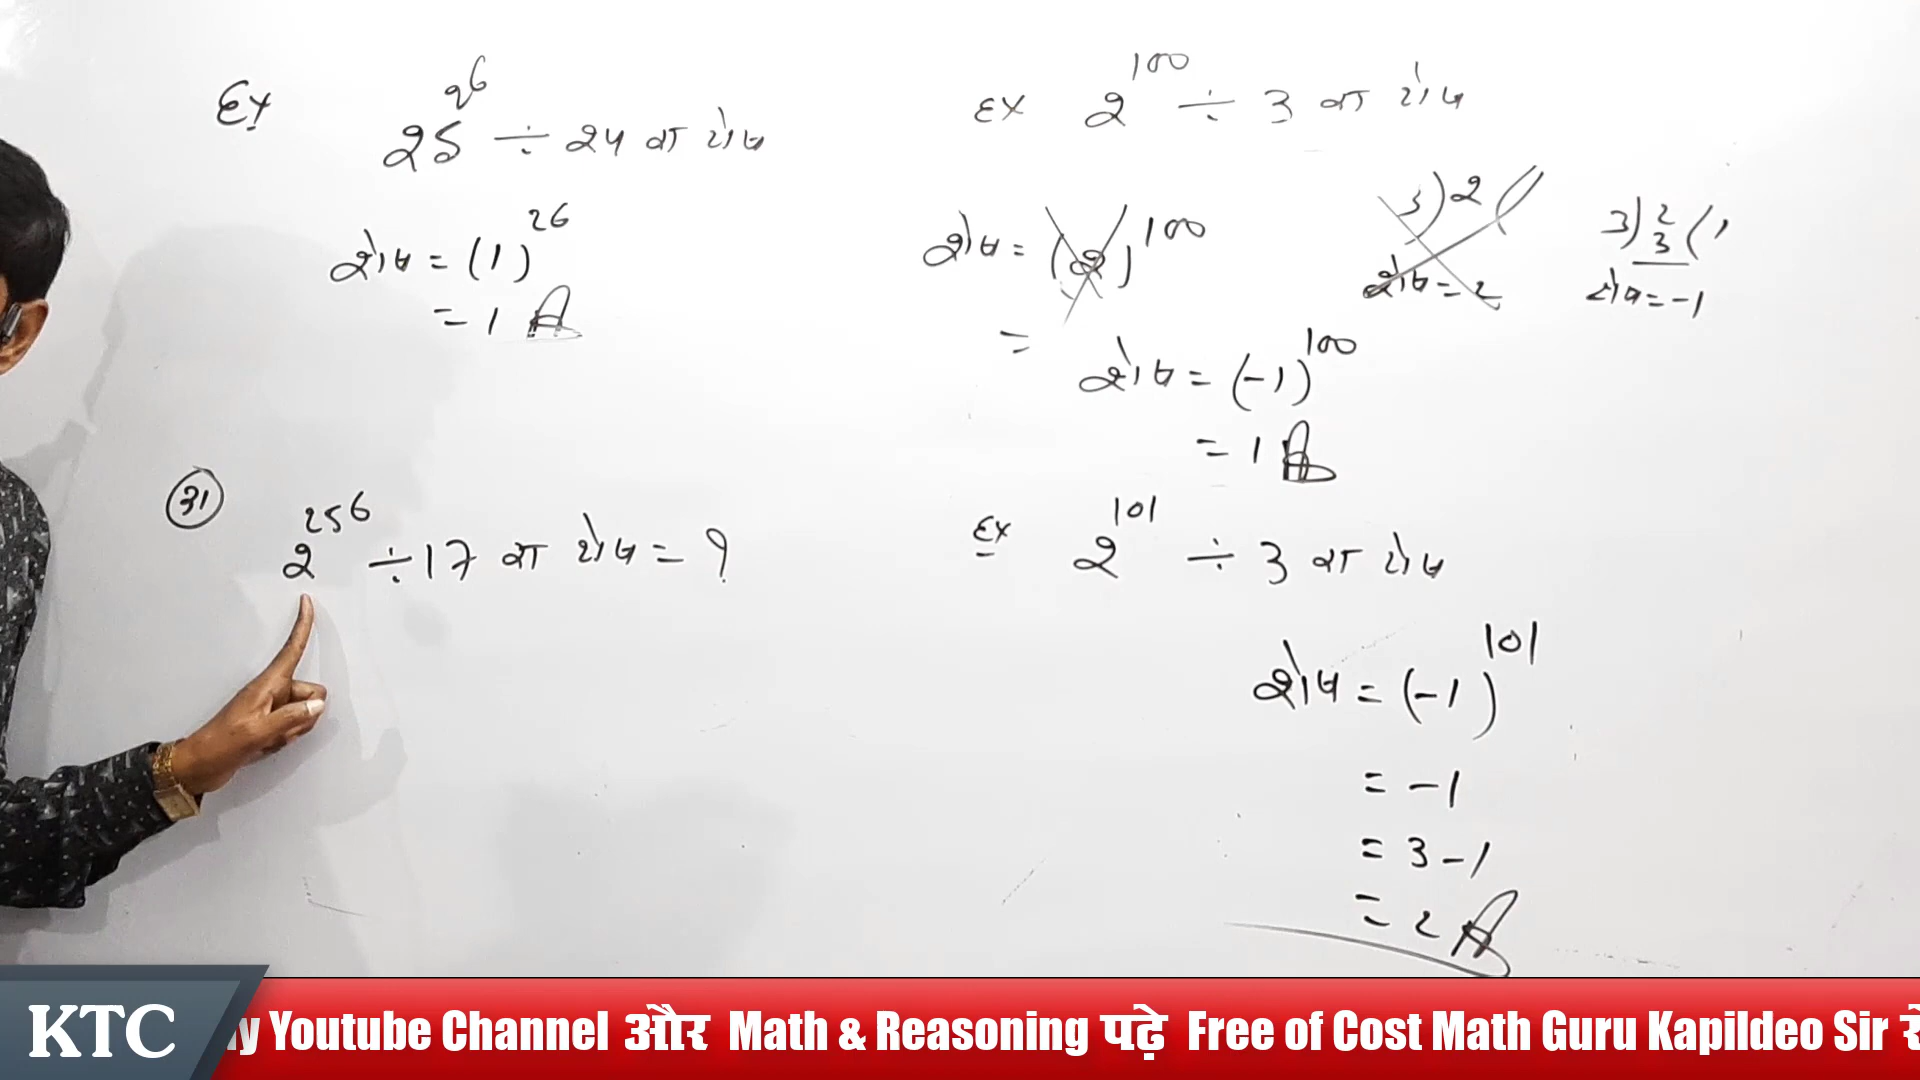 Ex 25^26 ÷ 24 का शेष
शेष = (1)^26
= 1 A
31 2^256 ÷ 17 का शेष = ?
Ex 2^100 ÷ 3 का शेष
शेष = (2)^100
=
3) 2 (
शेष = 2
3) 2 (1
3
शेष = -1
शेष = (-1)^100
= 1 A
Ex 2^101 ÷ 3 का शेष
शेष = (-1)^101
= -1
= 3 - 1
= 2 A
KTC
y Youtube Channel और Math & Reasoning पढ़े Free of Cost Math Guru Kapildeo Sir से